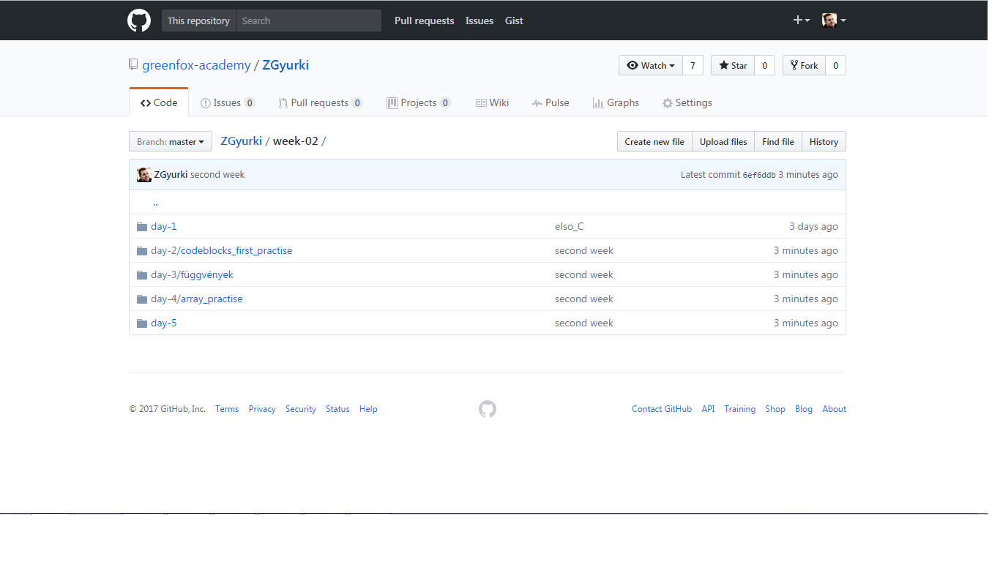 This repository Search Pull requests Issues Gist
greenfox-academy / ZGyurki Watch 7 Star 0 Fork 0
Code Issues 0 Pull requests 0 Projects 0 Wiki Pulse Graphs Settings
Branch: master ZGyurki / week-02 / Create new file Upload files Find file History
ZGyurki second week Latest commit 6ef6ddb 3 minutes ago
..
day-1 elso_C 3 days ago
day-2/codeblocks_first_practise second week 3 minutes ago
day-3/függvények second week 3 minutes ago
day-4/array_practise second week 3 minutes ago
day-5 second week 3 minutes ago
© 2017 GitHub, Inc. Terms Privacy Security Status Help Contact GitHub API Training Shop Blog About